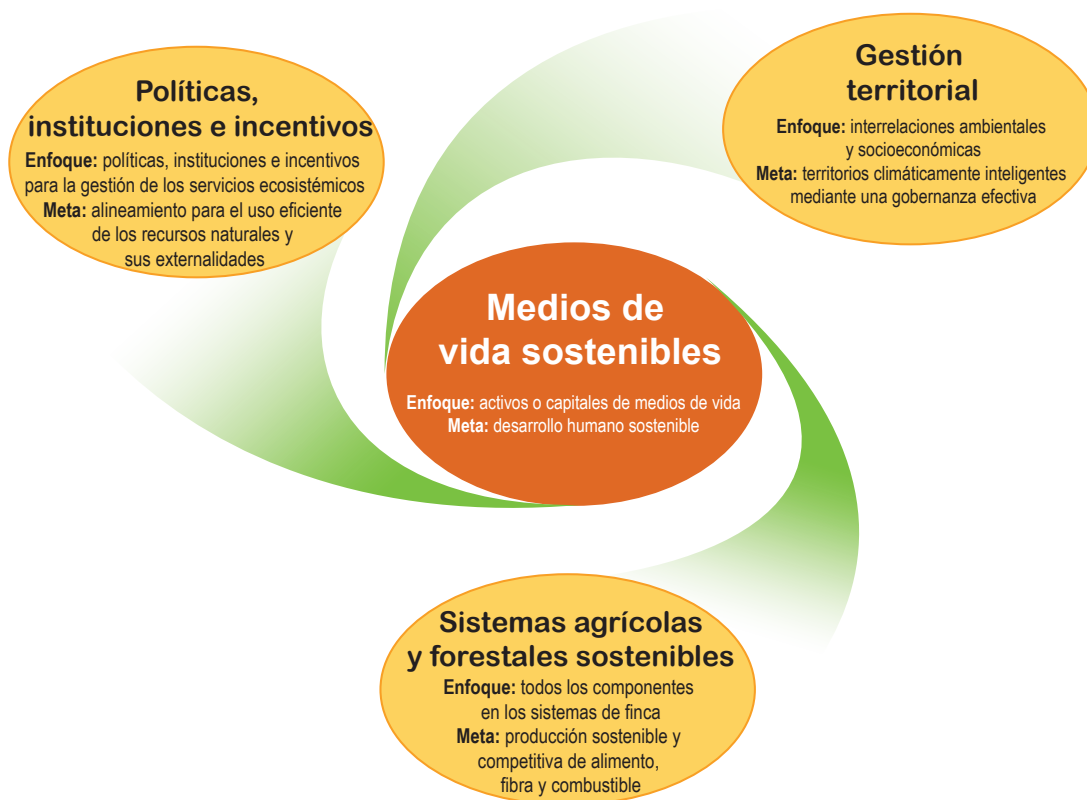 Políticas,
instituciones e incentivos
Enfoque: políticas, instituciones e incentivos
para la gestión de los servicios ecosistémicos
Meta: alineamiento para el uso eficiente
de los recursos naturales y
sus externalidades
Gestión
territorial
Enfoque: interrelaciones ambientales
y socioeconómicas
Meta: territorios climáticamente inteligentes
mediante una gobernanza efectiva
Medios de
vida sostenibles
Enfoque: activos o capitales de medios de vida
Meta: desarrollo humano sostenible
Sistemas agrícolas
y forestales sostenibles
Enfoque: todos los componentes
en los sistemas de finca
Meta: producción sostenible y
competitiva de alimento,
fibra y combustible